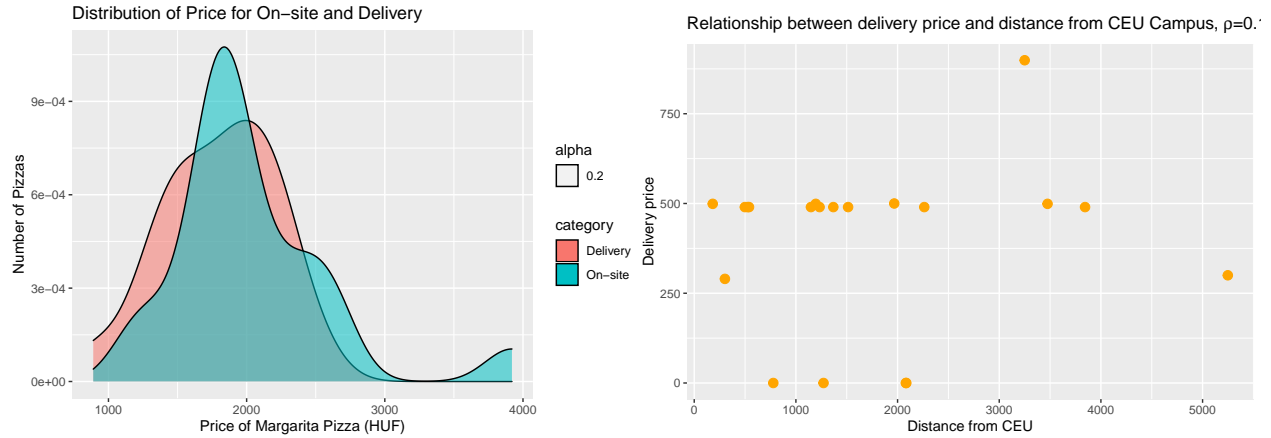 Distribution of Price for On−site and Delivery
Number of Pizzas
9e−04
6e−04
3e−04
0e+00
1000 2000 3000 4000
Price of Margarita Pizza (HUF)
alpha
0.2
category
Delivery
On−site
Relationship between delivery price and distance from CEU Campus, ρ=0.
Delivery price
750
500
250
0
0 1000 2000 3000 4000 5000
Distance from CEU